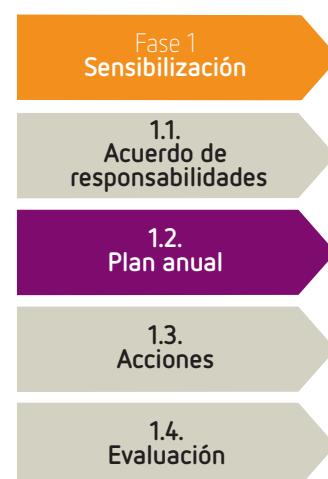 Fase 1
Sensibilización
1.1.
Acuerdo de
responsabilidades
1.2.
Plan anual
1.3.
Acciones
1.4.
Evaluación